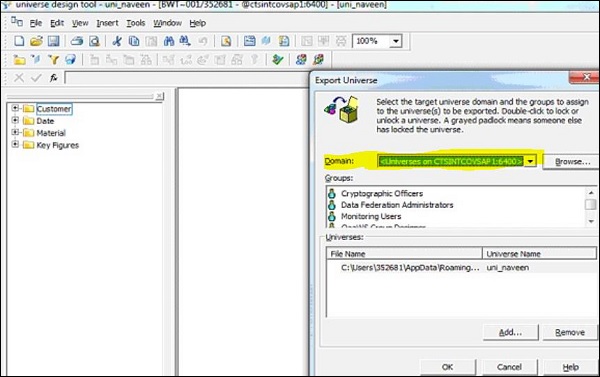 universe design tool - uni_naveen - [BWT--001/352681 - @ctsintcovsap1:6400] - [uni_naveen]
File Edit View Insert Tools Window Help
100%
Customer
Date
Material
Key Figures
Export Universe
Select the target universe domain and the groups to assign
to the universe(s) to be exported. Double-click to lock or
unlock a universe. A grayed padlock means someone else
has locked the universe.
Domain: <Universes on CTSINTCOVSAP1:6400> Browse...
Groups:
Cryptographic Officers
Data Federation Administrators
Monitoring Users
Universes:
File Name Universe Name
C:\Users\352681\AppData\Roaming... uni_naveen
Add... Remove
OK Cancel Help